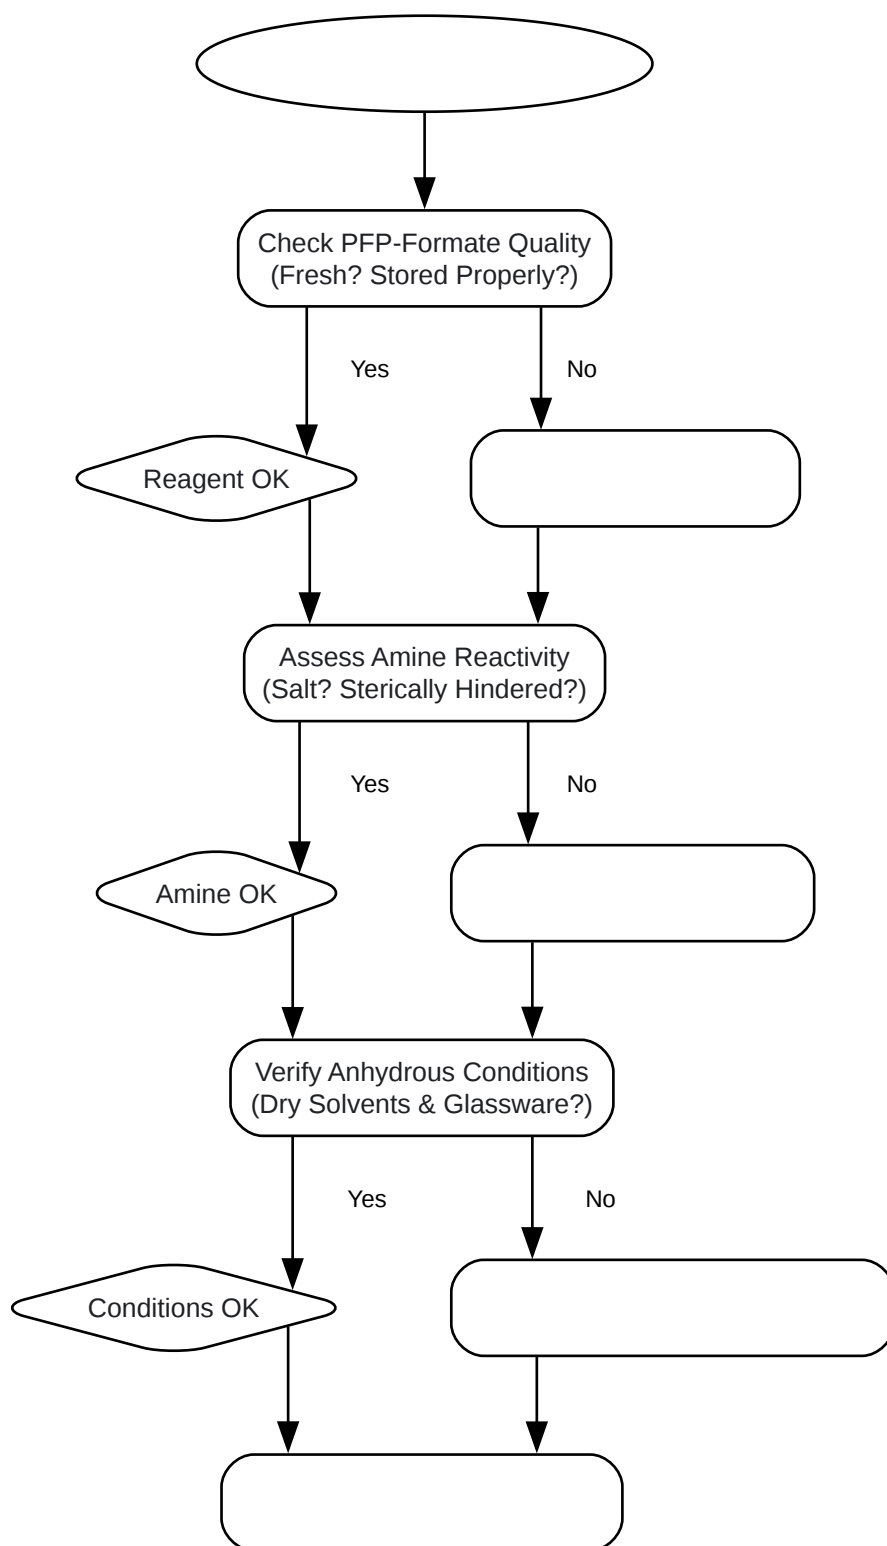 Check PFP-Formate Quality
(Fresh? Stored Properly?)
Yes
No
Reagent OK
Assess Amine Reactivity
(Salt? Sterically Hindered?)
Yes
No
Amine OK
Verify Anhydrous Conditions
(Dry Solvents & Glassware?)
Yes
No
Conditions OK